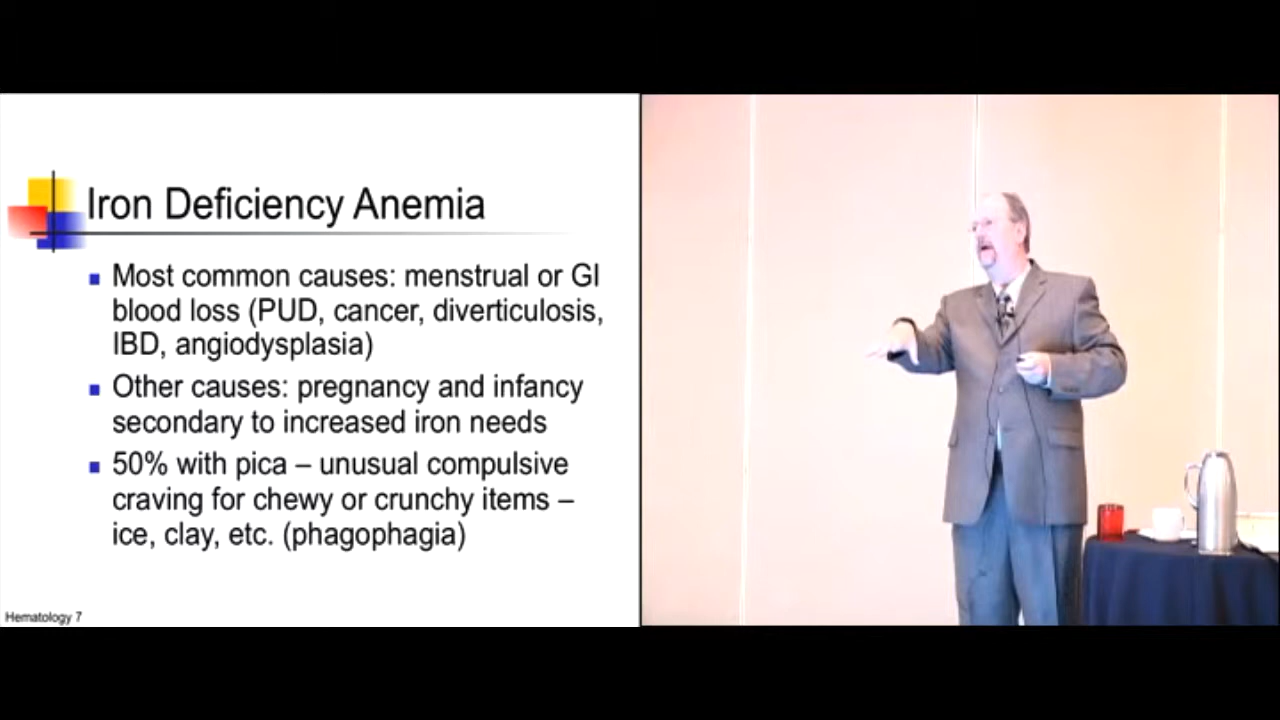 Iron Deficiency Anemia
Most common causes: menstrual or GI
blood loss (PUD, cancer, diverticulosis,
IBD, angiodysplasia)
Other causes: pregnancy and infancy
secondary to increased iron needs
50% with pica – unusual compulsive
craving for chewy or crunchy items –
ice, clay, etc. (phagophagia)
Hematology 7